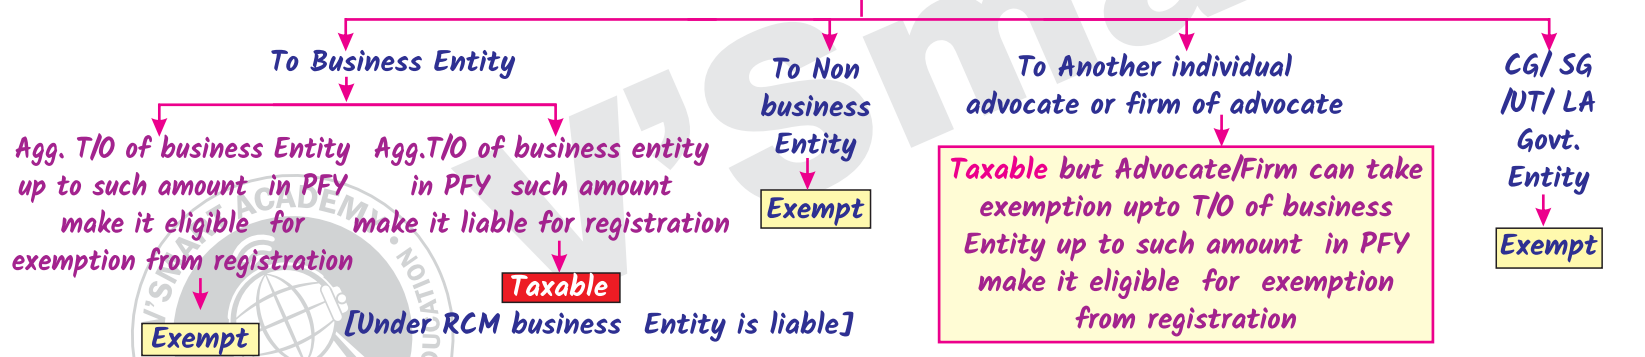 To Business Entity
Agg. T/O of business Entity
up to such amount in PFY
make it eligible for
exemption from registration
Exempt
Agg.T/O of business entity
in PFY such amount
make it liable for registration
Taxable
[Under RCM business Entity is liable]
To Non
business
Entity
Exempt
To Another individual
advocate or firm of advocate
Taxable but Advocate/Firm can take
exemption upto T/O of business
Entity up to such amount in PFY
make it eligible for exemption
from registration
CG/ SG
/UT/ LA
Govt.
Entity
Exempt
V'SMART ACADEMY